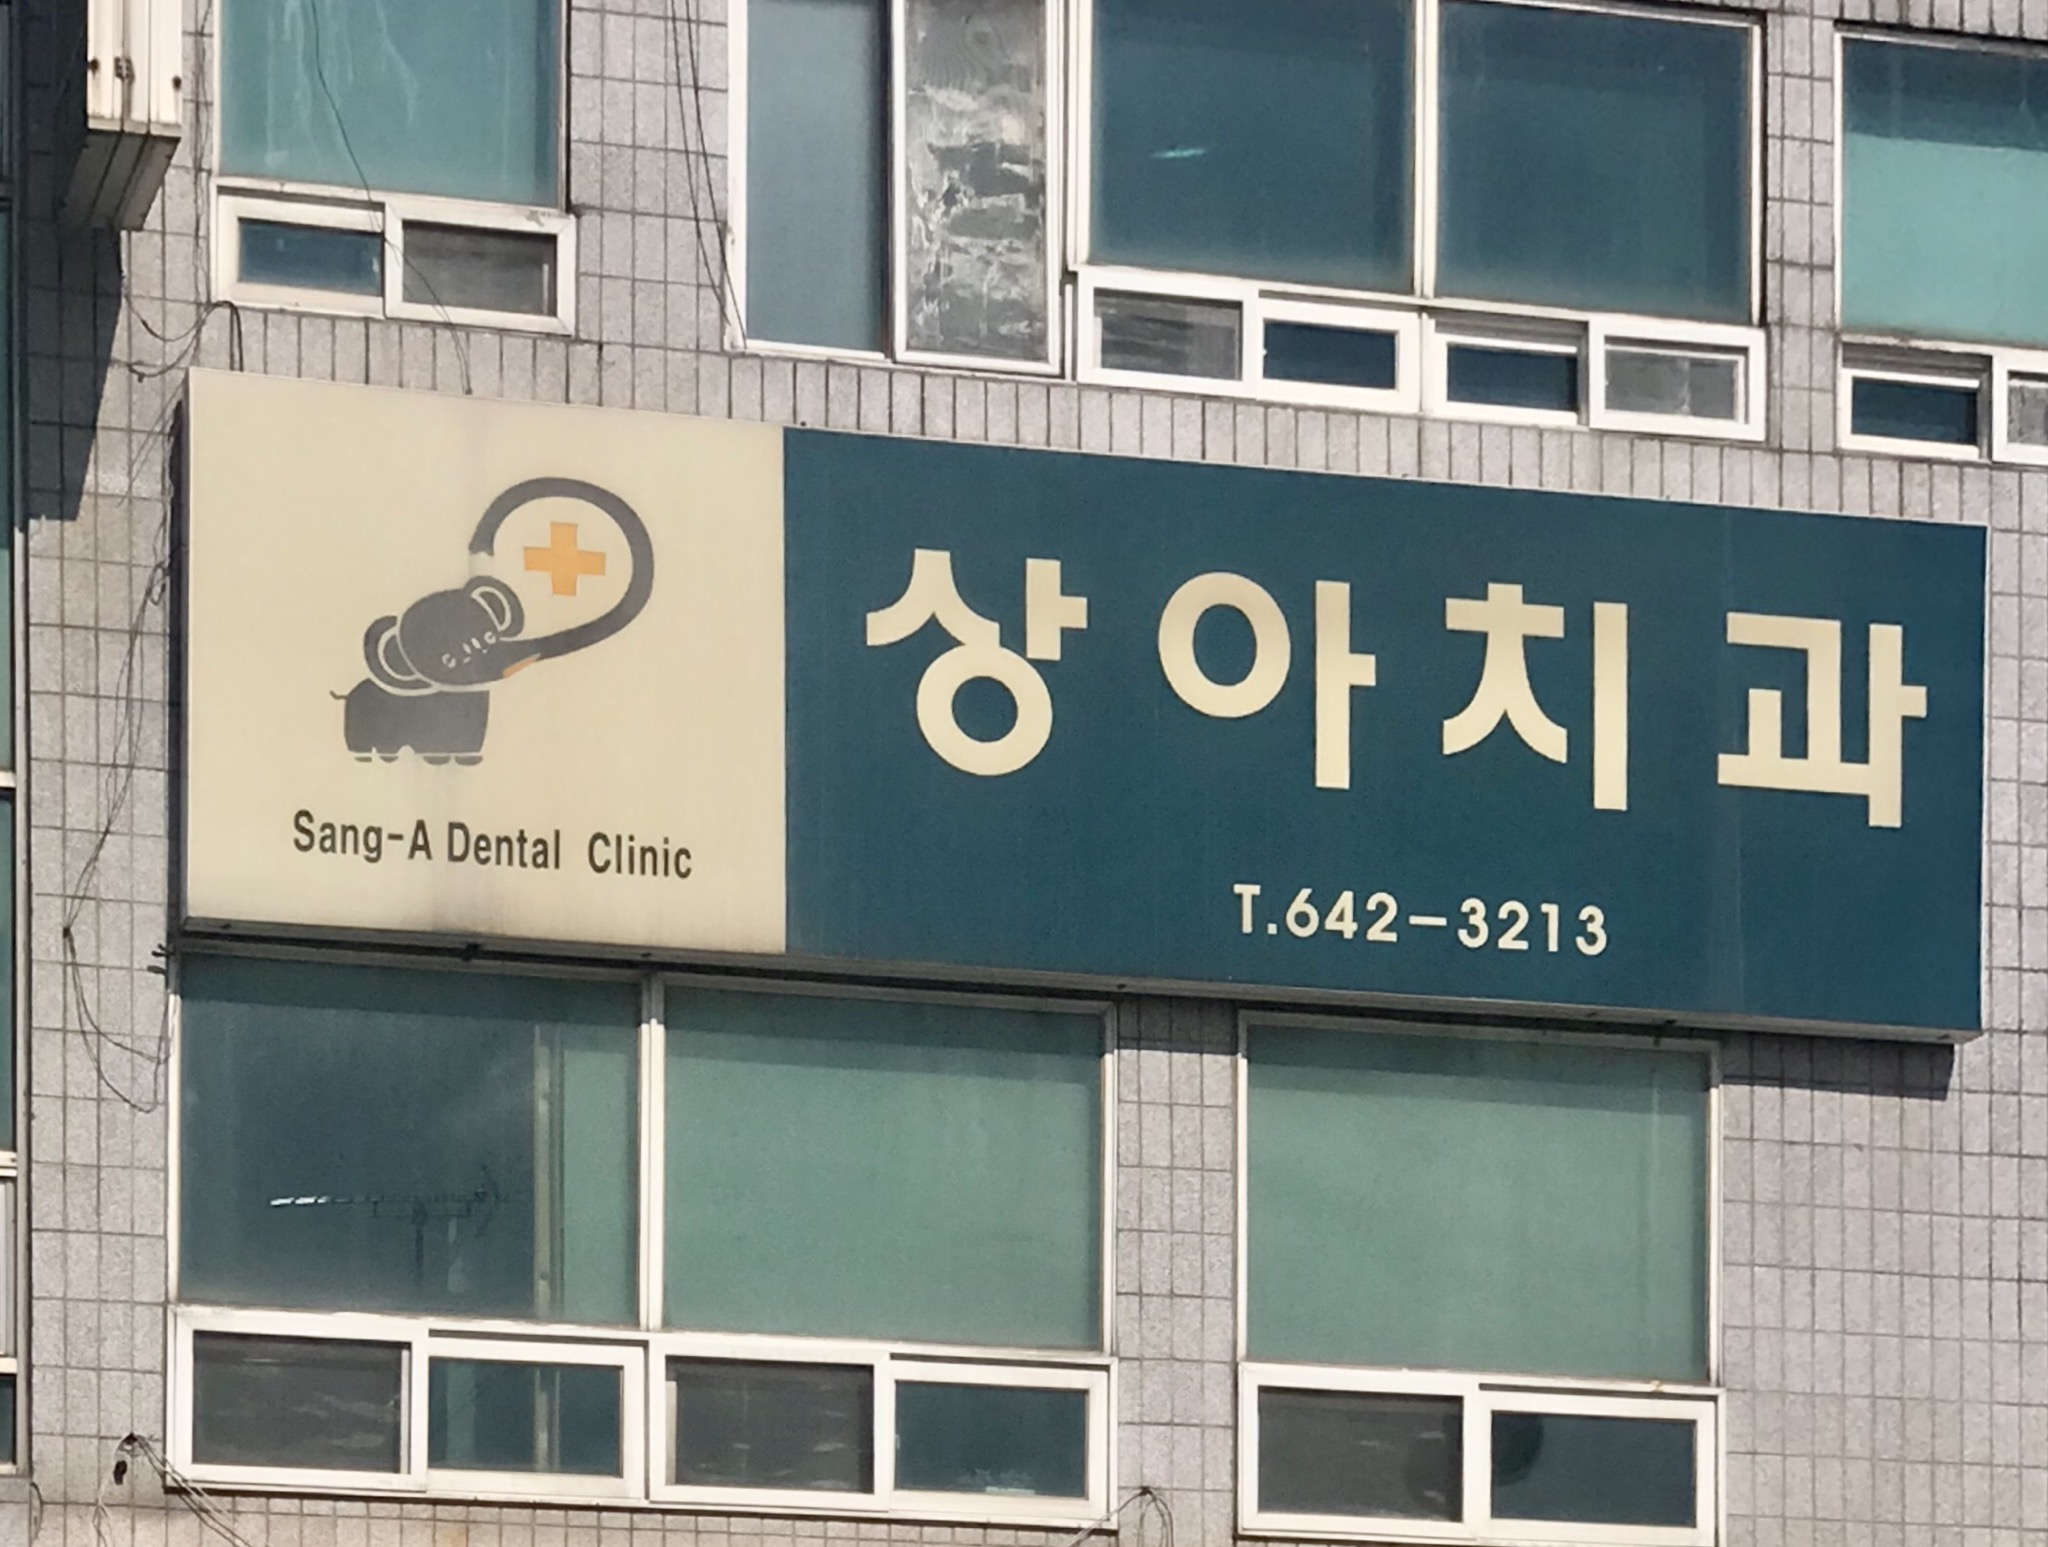 Sang-A Dental Clinic
상아치과
T.642-3213